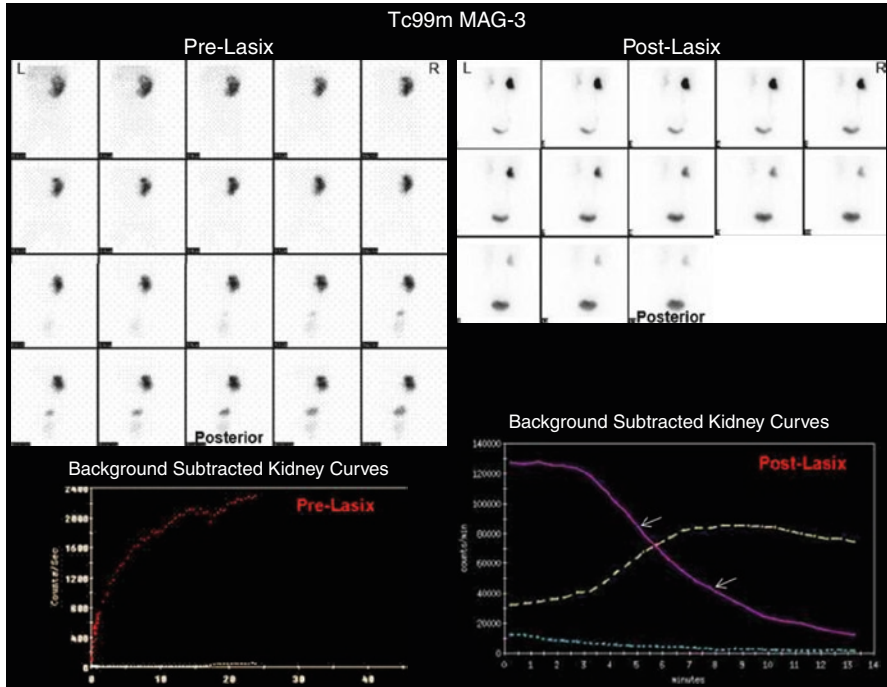 Tc99m MAG-3
Pre-Lasix
Post-Lasix
L
R
L
R
Posterior
Posterior
Background Subtracted Kidney Curves
Pre-Lasix
Counts/Sec
2400
2000
1600
1200
800
400
0
0
10
20
30
40
Background Subtracted Kidney Curves
Post-Lasix
counts/min
140000
120000
100000
80000
60000
40000
20000
0
0 1 2 3 4 5 6 7 8 9 10 11 12 13 14
minutes